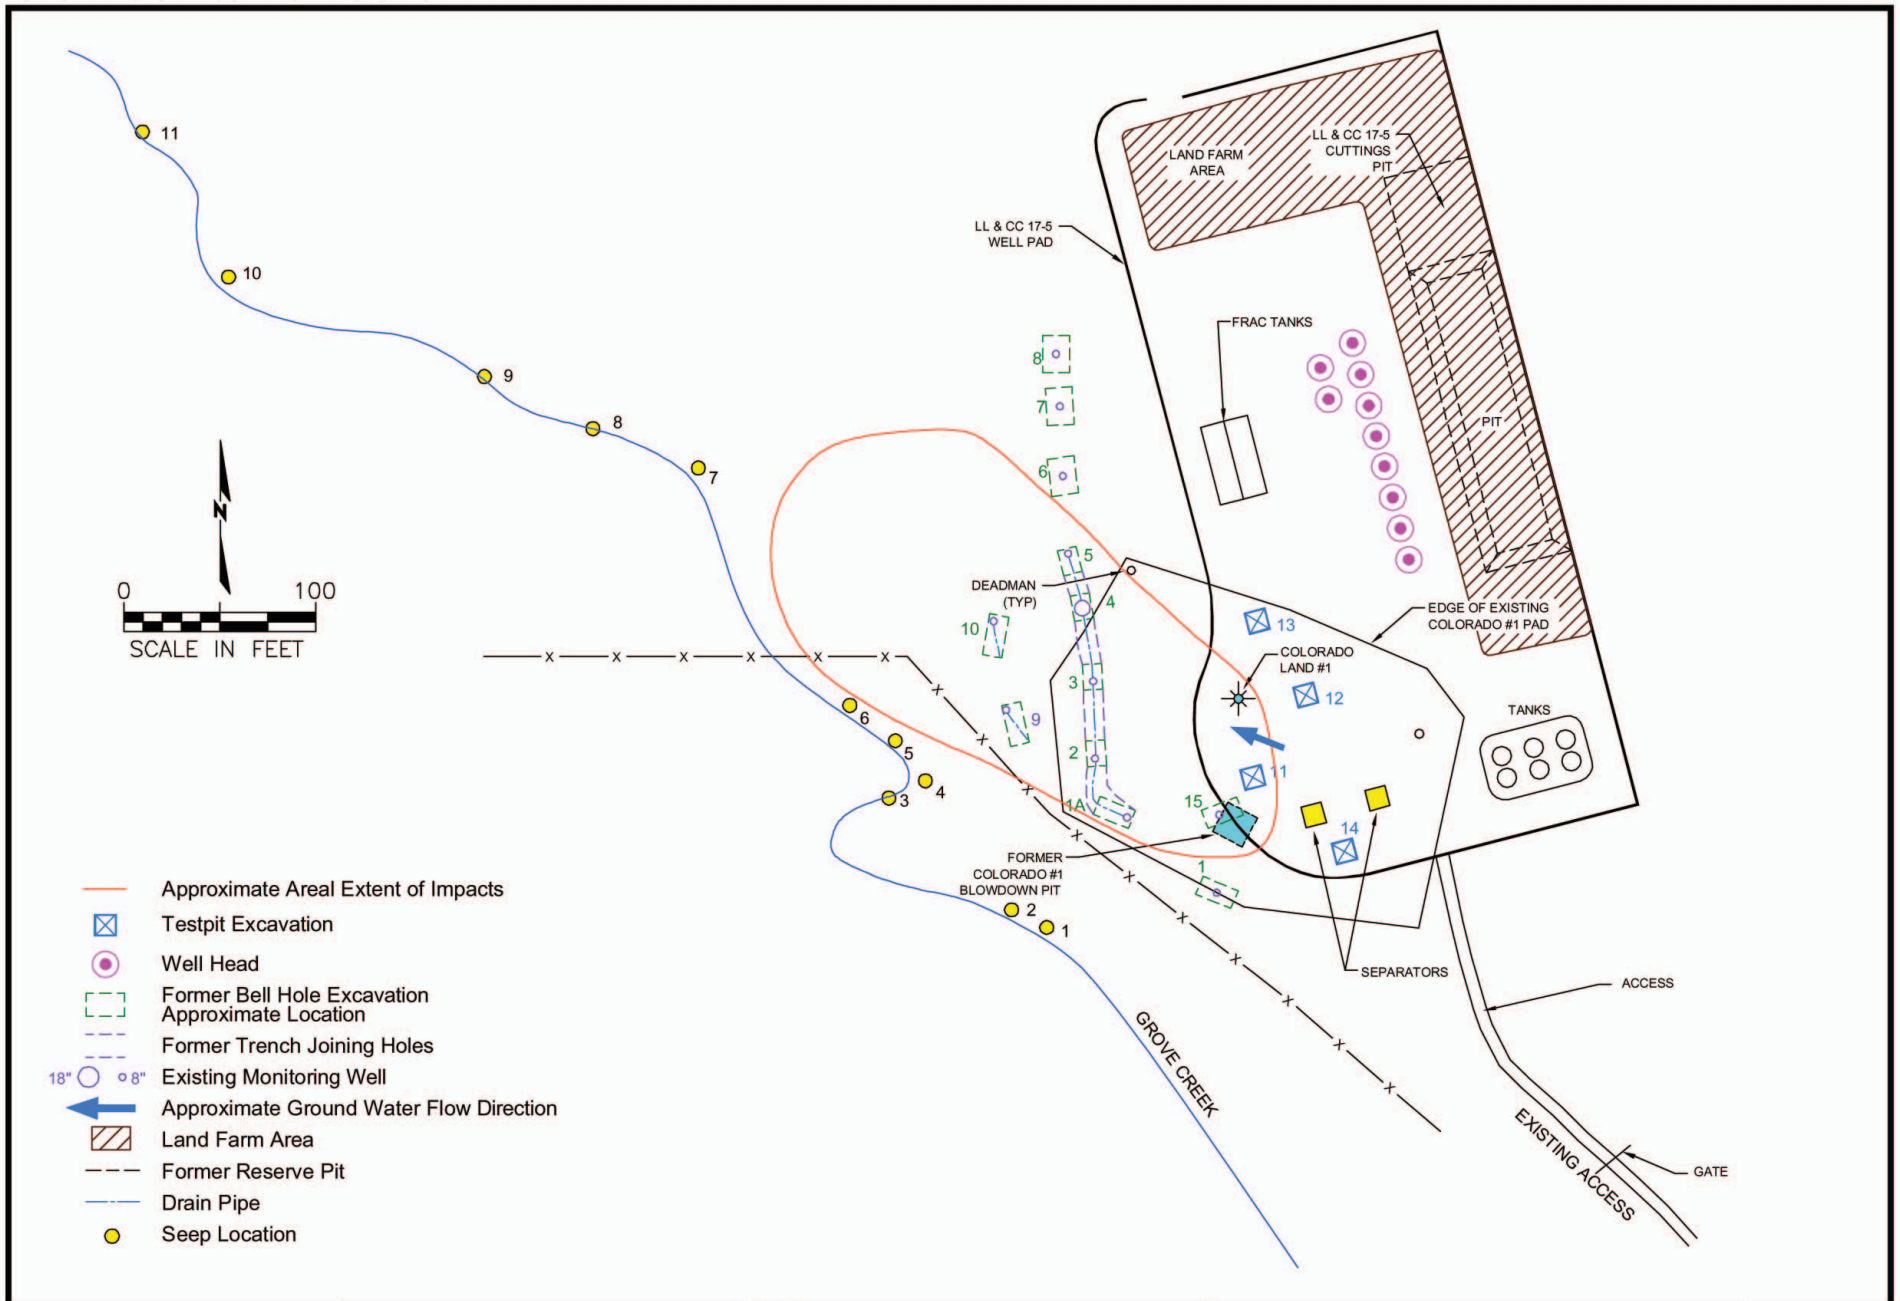 11
10
9
8
7
6
5
4
3
2
1
N
0 100
SCALE IN FEET
LAND FARM
AREA
LL & CC 17-5
CUTTINGS
PIT
LL & CC 17-5
WELL PAD
FRAC TANKS
PIT
8
7
6
5
4
3
2
1A
10
9
15
1
DEADMAN
(TYP)
13
12
11
14
COLORADO
LAND #1
EDGE OF EXISTING
COLORADO #1 PAD
TANKS
FORMER
COLORADO #1
BLOWDOWN PIT
SEPARATORS
ACCESS
GATE
EXISTING ACCESS
GROVE CREEK
X X X X X X
X X X X X X X X X X X
Approximate Areal Extent of Impacts
Testpit Excavation
Well Head
Former Bell Hole Excavation
Approximate Location
Former Trench Joining Holes
18" 8" Existing Monitoring Well
Approximate Ground Water Flow Direction
Land Farm Area
Former Reserve Pit
Drain Pipe
Seep Location